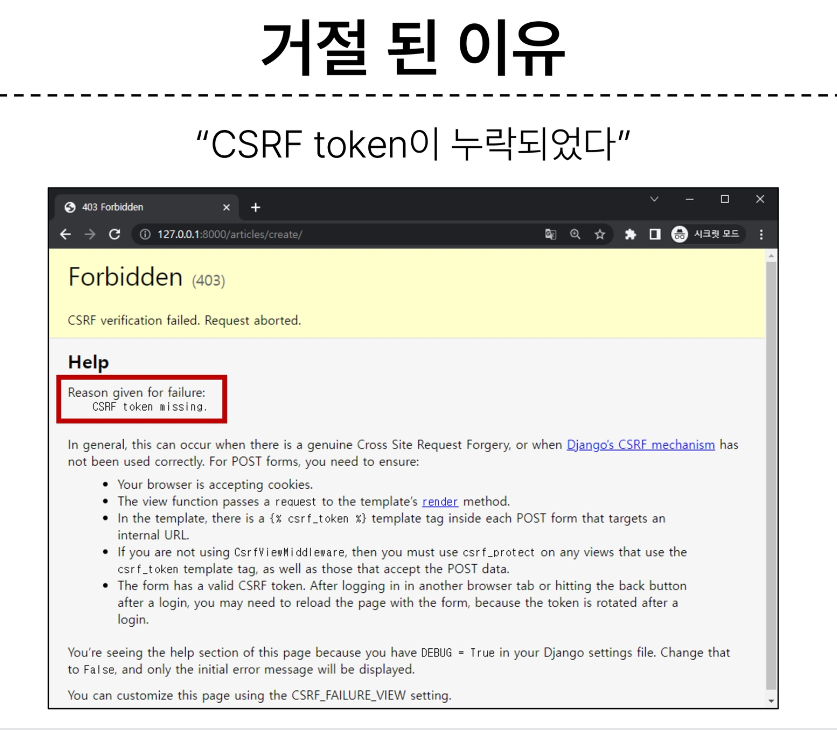 거절 된 이유
“CSRF token이 누락되었다”
403 Forbidden
127.0.0.1:8000/articles/create/
시크릿 모드
Forbidden (403)
CSRF verification failed. Request aborted.
Help
Reason given for failure:
CSRF token missing.
In general, this can occur when there is a genuine Cross Site Request Forgery, or when Django's CSRF mechanism has
not been used correctly. For POST forms, you need to ensure:
• Your browser is accepting cookies.
• The view function passes a request to the template's render method.
• In the template, there is a {% csrf_token %} template tag inside each POST form that targets an
internal URL.
• If you are not using CsrfViewMiddleware, then you must use csrf_protect on any views that use the
csrf_token template tag, as well as those that accept the POST data.
• The form has a valid CSRF token. After logging in in another browser tab or hitting the back button
after a login, you may need to reload the page with the form, because the token is rotated after a
login.
You're seeing the help section of this page because you have DEBUG = True in your Django settings file. Change that
to False, and only the initial error message will be displayed.
You can customize this page using the CSRF_FAILURE_VIEW setting.